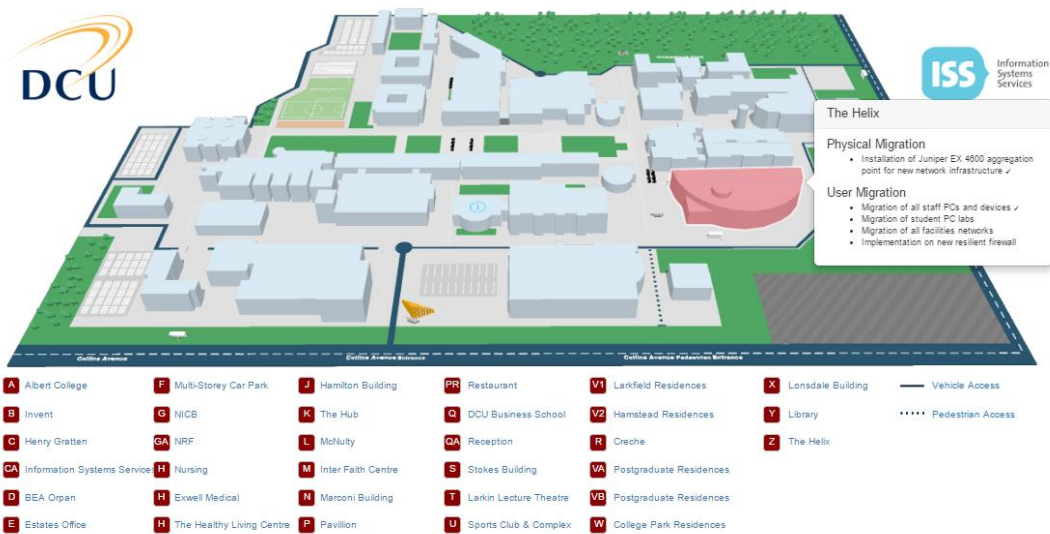 DCU
ISS
Information
Systems
Services
The Helix
Physical Migration
Installation of Juniper EX 4600 aggregation
point for new network infrastructure ✓
User Migration
Migration of all staff PCs and devices ✓
Migration of student PC labs
Migration of all facilities networks
Implementation on new resilient firewall
Collins Avenue
Collins Avenue Entrance
Collins Avenue Pedestrian Entrance
A Albert College
F Multi-Storey Car Park
J Hamilton Building
PR Restaurant
V1 Larkfield Residences
X Lonsdale Building
Vehicle Access
B Invent
G NICB
K The Hub
Q DCU Business School
V2 Hamstead Residences
Y Library
Pedestrian Access
C Henry Gratten
GA NRF
L McNulty
QA Reception
R Creche
Z The Helix
CA Information Systems Services
H Nursing
M Inter Faith Centre
S Stokes Building
VA Postgraduate Residences
D BEA Orpan
H Exwell Medical
N Marconi Building
T Larkin Lecture Theatre
VB Postgraduate Residences
E Estates Office
H The Healthy Living Centre
P Pavillion
U Sports Club & Complex
W College Park Residences